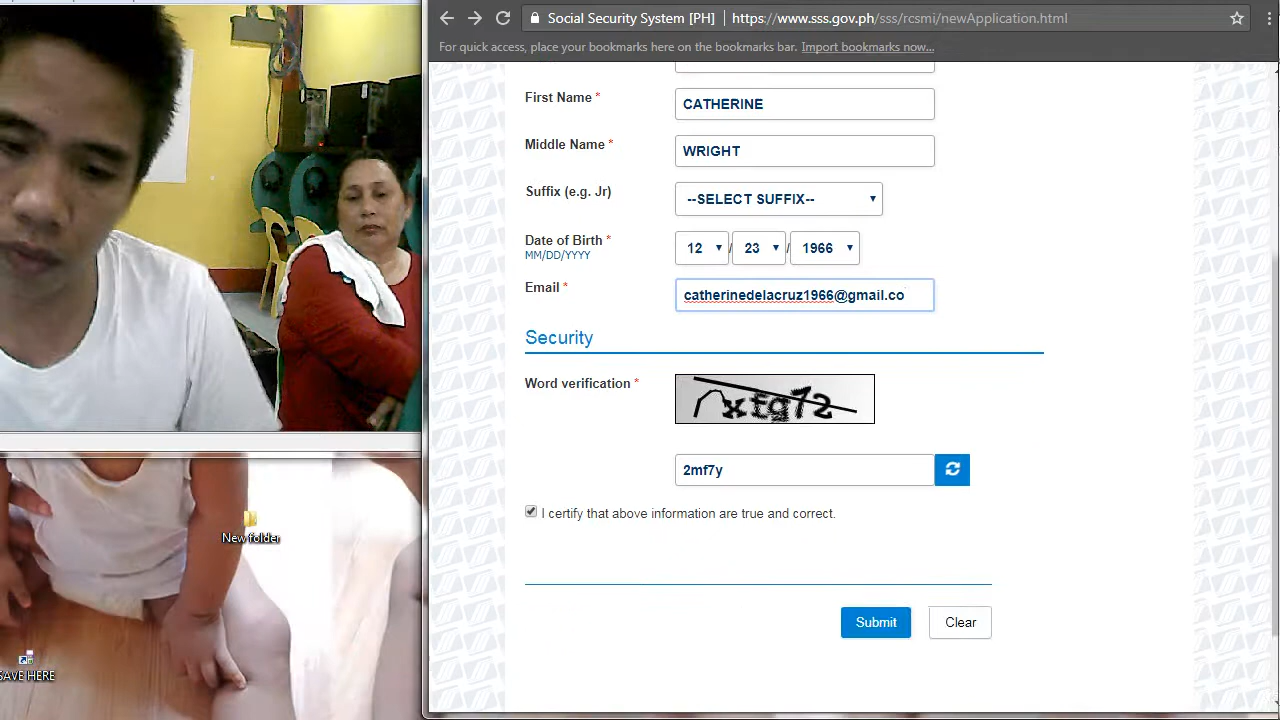 Social Security System [PH] | https://www.sss.gov.ph/sss/rcsmi/newApplication.html
For quick access, place your bookmarks here on the bookmarks bar. Import bookmarks now...
First Name *
CATHERINE
Middle Name *
WRIGHT
Suffix (e.g. Jr)
--SELECT SUFFIX--
Date of Birth *
MM/DD/YYYY
12 / 23 / 1966
Email *
catherinedelacruz1966@gmail.co
Security
Word verification *
2mf7y
I certify that above information are true and correct.
Submit
Clear
New folder
SAVE HERE